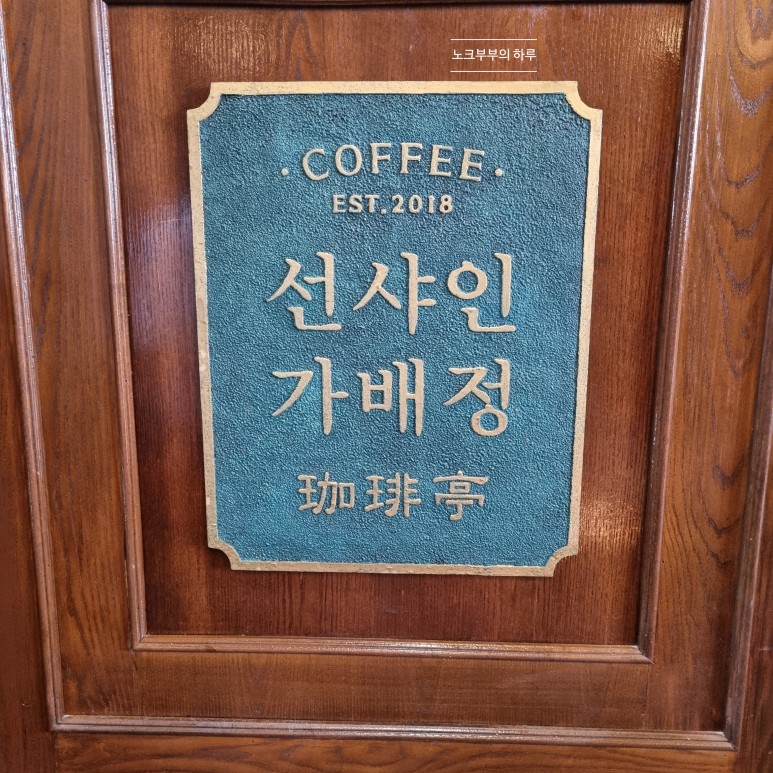 노크부부의 하루
· COFFEE ·
EST. 2018
선샤인
가배정
珈琲亭